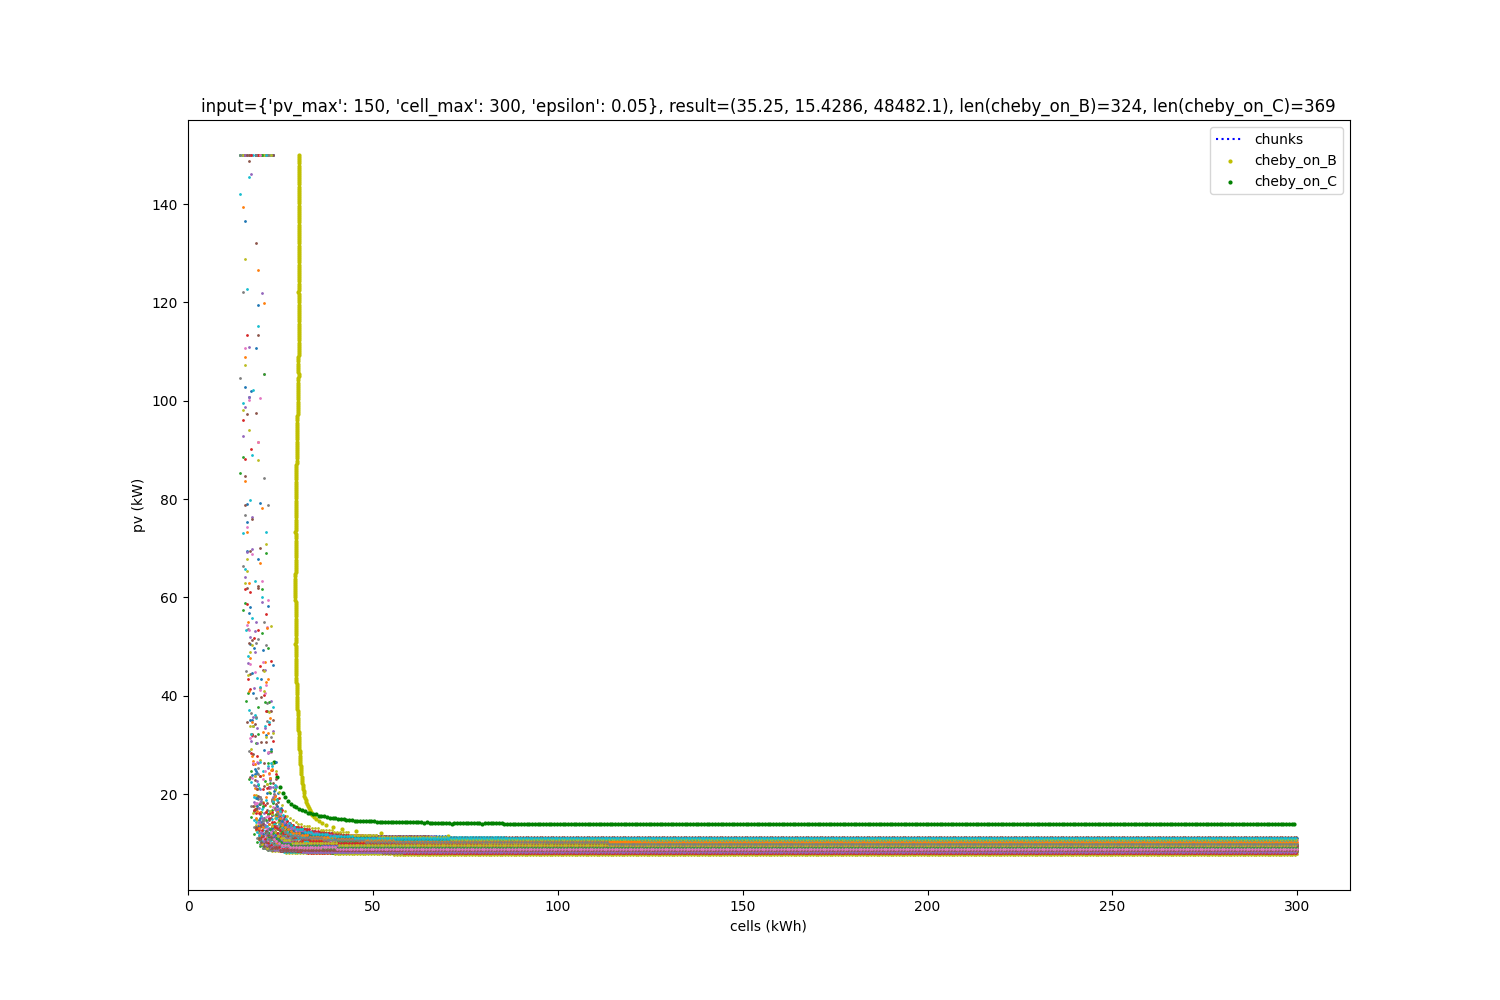 input={'pv_max': 150, 'cell_max': 300, 'epsilon': 0.05}, result=(35.25, 15.4286, 48482.1), len(cheby_on_B)=324, len(cheby_on_C)=369
chunks
cheby_on_B
cheby_on_C
140
120
100
80
60
40
20
pv (kW)
0 50 100 150 200 250 300
cells (kWh)